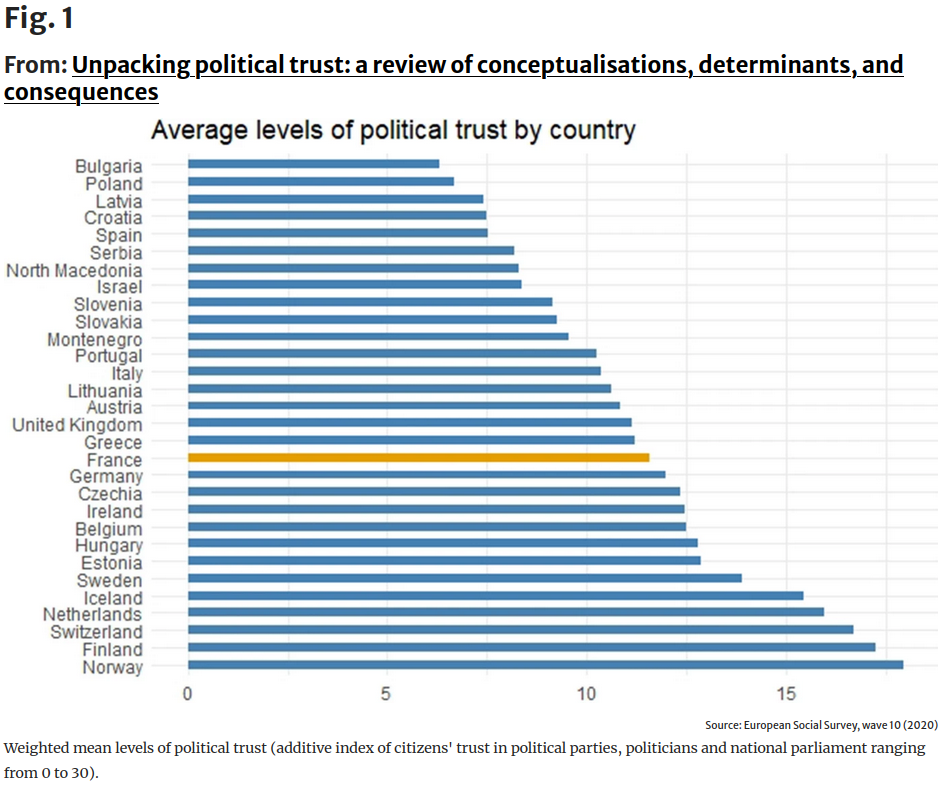 Fig. 1
From: Unpacking political trust: a review of conceptualisations, determinants, and
consequences
Average levels of political trust by country
Bulgaria
Poland
Latvia
Croatia
Spain
Serbia
North Macedonia
Israel
Slovenia
Slovakia
Montenegro
Portugal
Italy
Lithuania
Austria
United Kingdom
Greece
France
Germany
Czechia
Ireland
Belgium
Hungary
Estonia
Sweden
Iceland
Netherlands
Switzerland
Finland
Norway
0 5 10 15
Source: European Social Survey, wave 10 (2020)
Weighted mean levels of political trust (additive index of citizens' trust in political parties, politicians and national parliament ranging
from 0 to 30).